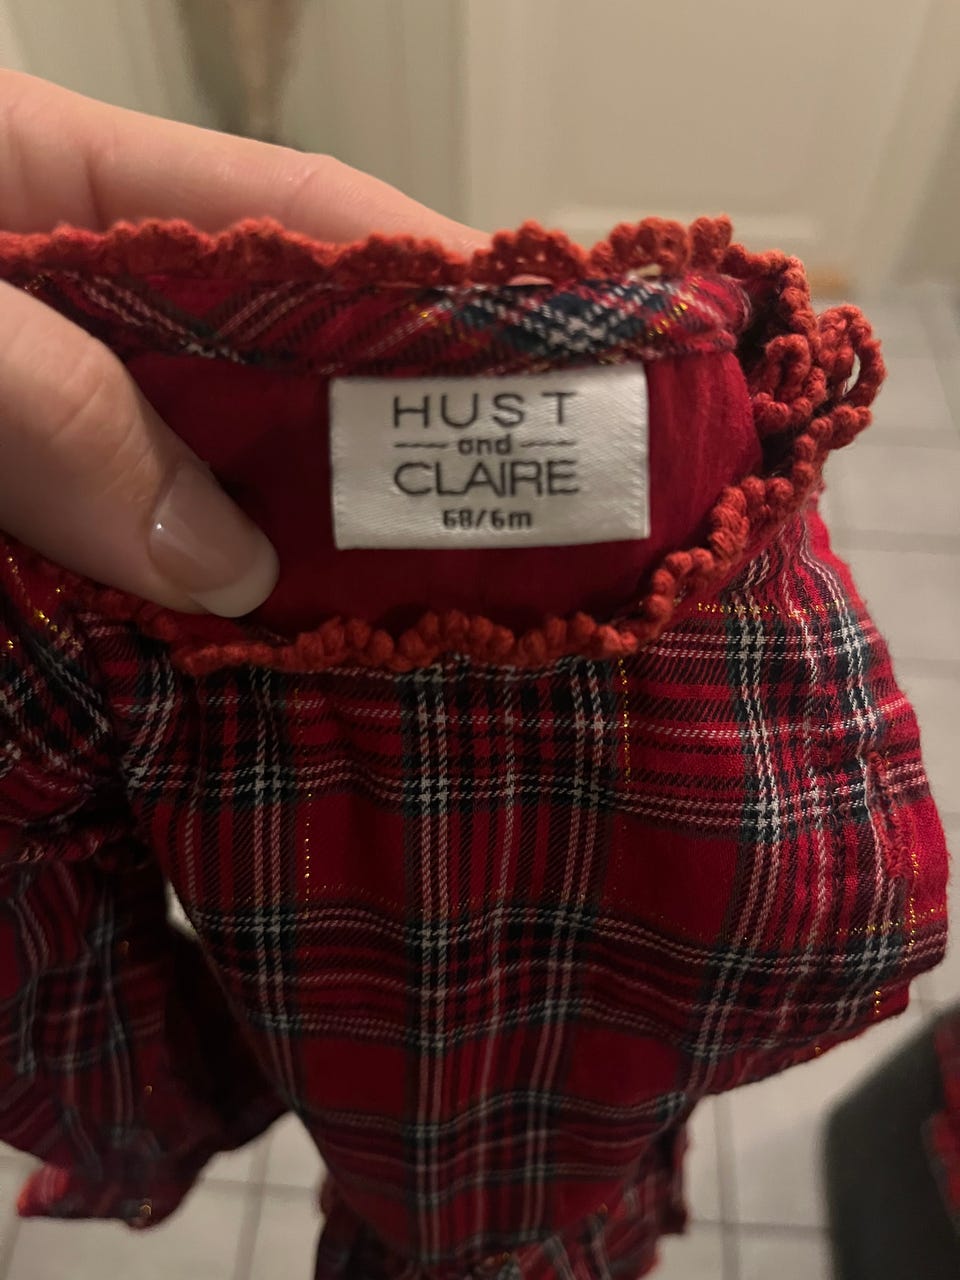 HUST
and
CLAIRE
68/6m